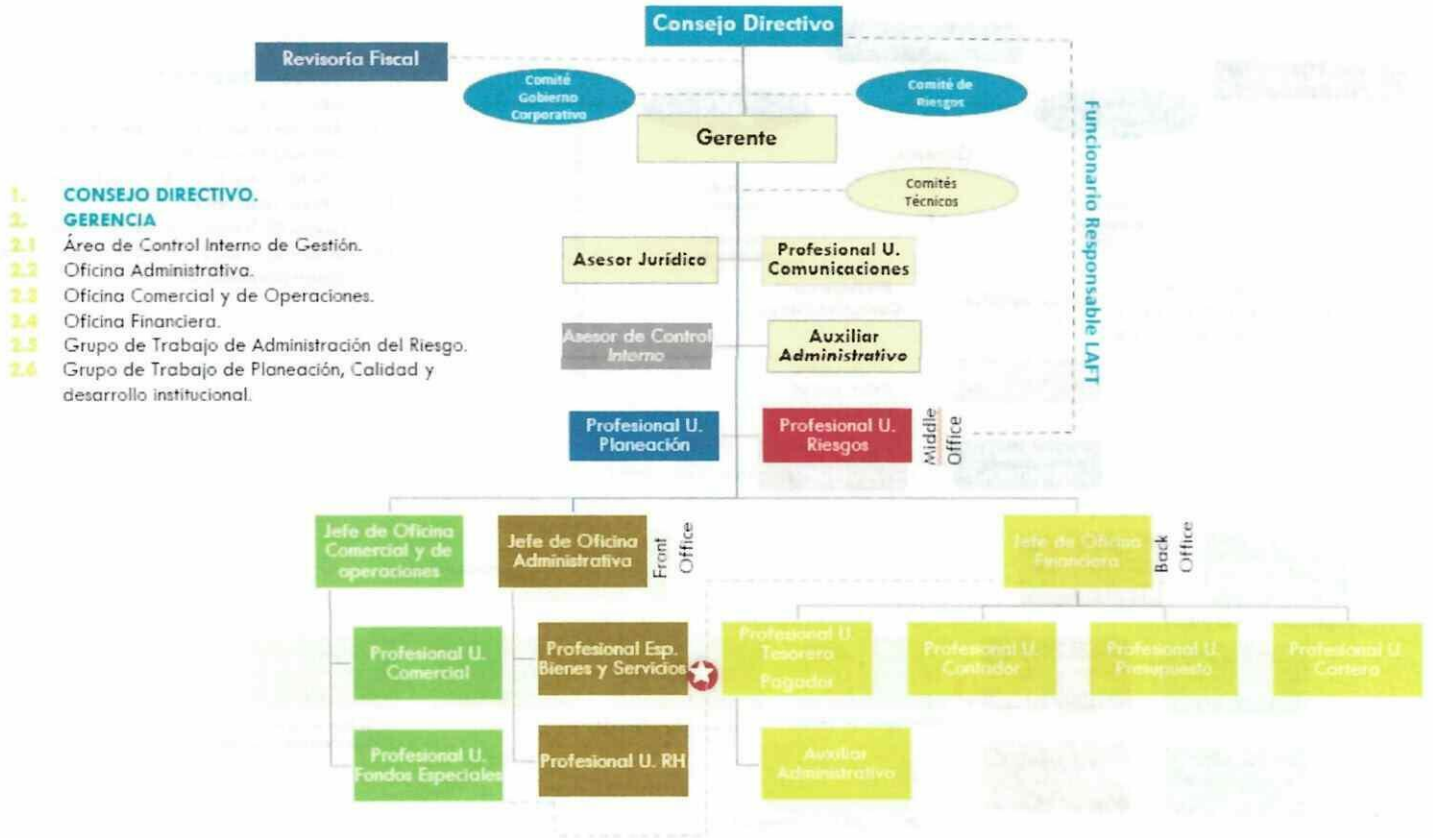 Consejo Directivo
Revisoría Fiscal
Comité
Gobierno
Corporativo
Comité de
Riesgos
Gerente
Comités
Técnicos
Funcionario Responsable LAFT
1. CONSEJO DIRECTIVO.
2. GERENCIA
2.1 Área de Control Interno de Gestión.
2.2 Oficina Administrativa.
2.3 Oficina Comercial y de Operaciones.
2.4 Oficina Financiera.
2.5 Grupo de Trabajo de Administración del Riesgo.
2.6 Grupo de Trabajo de Planeación, Calidad y
desarrollo institucional.
Asesor Jurídico
Profesional U.
Comunicaciones
Asesor de Control
Interno
Auxiliar
Administrativo
Profesional U.
Planeación
Profesional U.
Riesgos
Middle
Office
Jefe de Oficina
Comercial y de
operaciones
Jefe de Oficina
Administrativa
Front
Office
Jefe de Oficina
Financiera
Back
Office
Profesional U.
Comercial
Profesional Esp.
Bienes y Servicios
Profesional U.
Tesorero
Pagador
Profesional U.
Contador
Profesional U.
Presupuesto
Profesional U.
Cartera
Profesional U.
Fondos Especiales
Profesional U. RH
Auxiliar
Administrativo